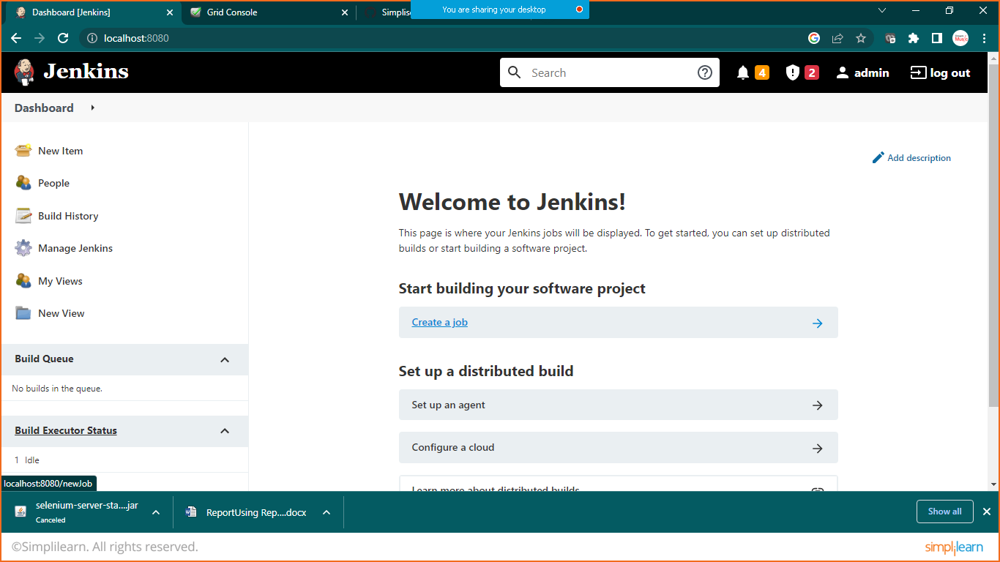 Dashboard [Jenkins]
Grid Console
Simplis
You are sharing your desktop
localhost:8080
Jenkins
Search
4
2
admin
log out
Dashboard
New Item
People
Build History
Manage Jenkins
My Views
New View
Build Queue
No builds in the queue.
Build Executor Status
1 Idle
localhost:8080/newJob
Add description
Welcome to Jenkins!
This page is where your Jenkins jobs will be displayed. To get started, you can set up distributed
builds or start building a software project.
Start building your software project
Create a job
Set up a distributed build
Set up an agent
Configure a cloud
Learn more about distributed builds
selenium-server-sta....jar
Canceled
ReportUsing Rep....docx
Show all
©Simplilearn. All rights reserved.
simplilearn